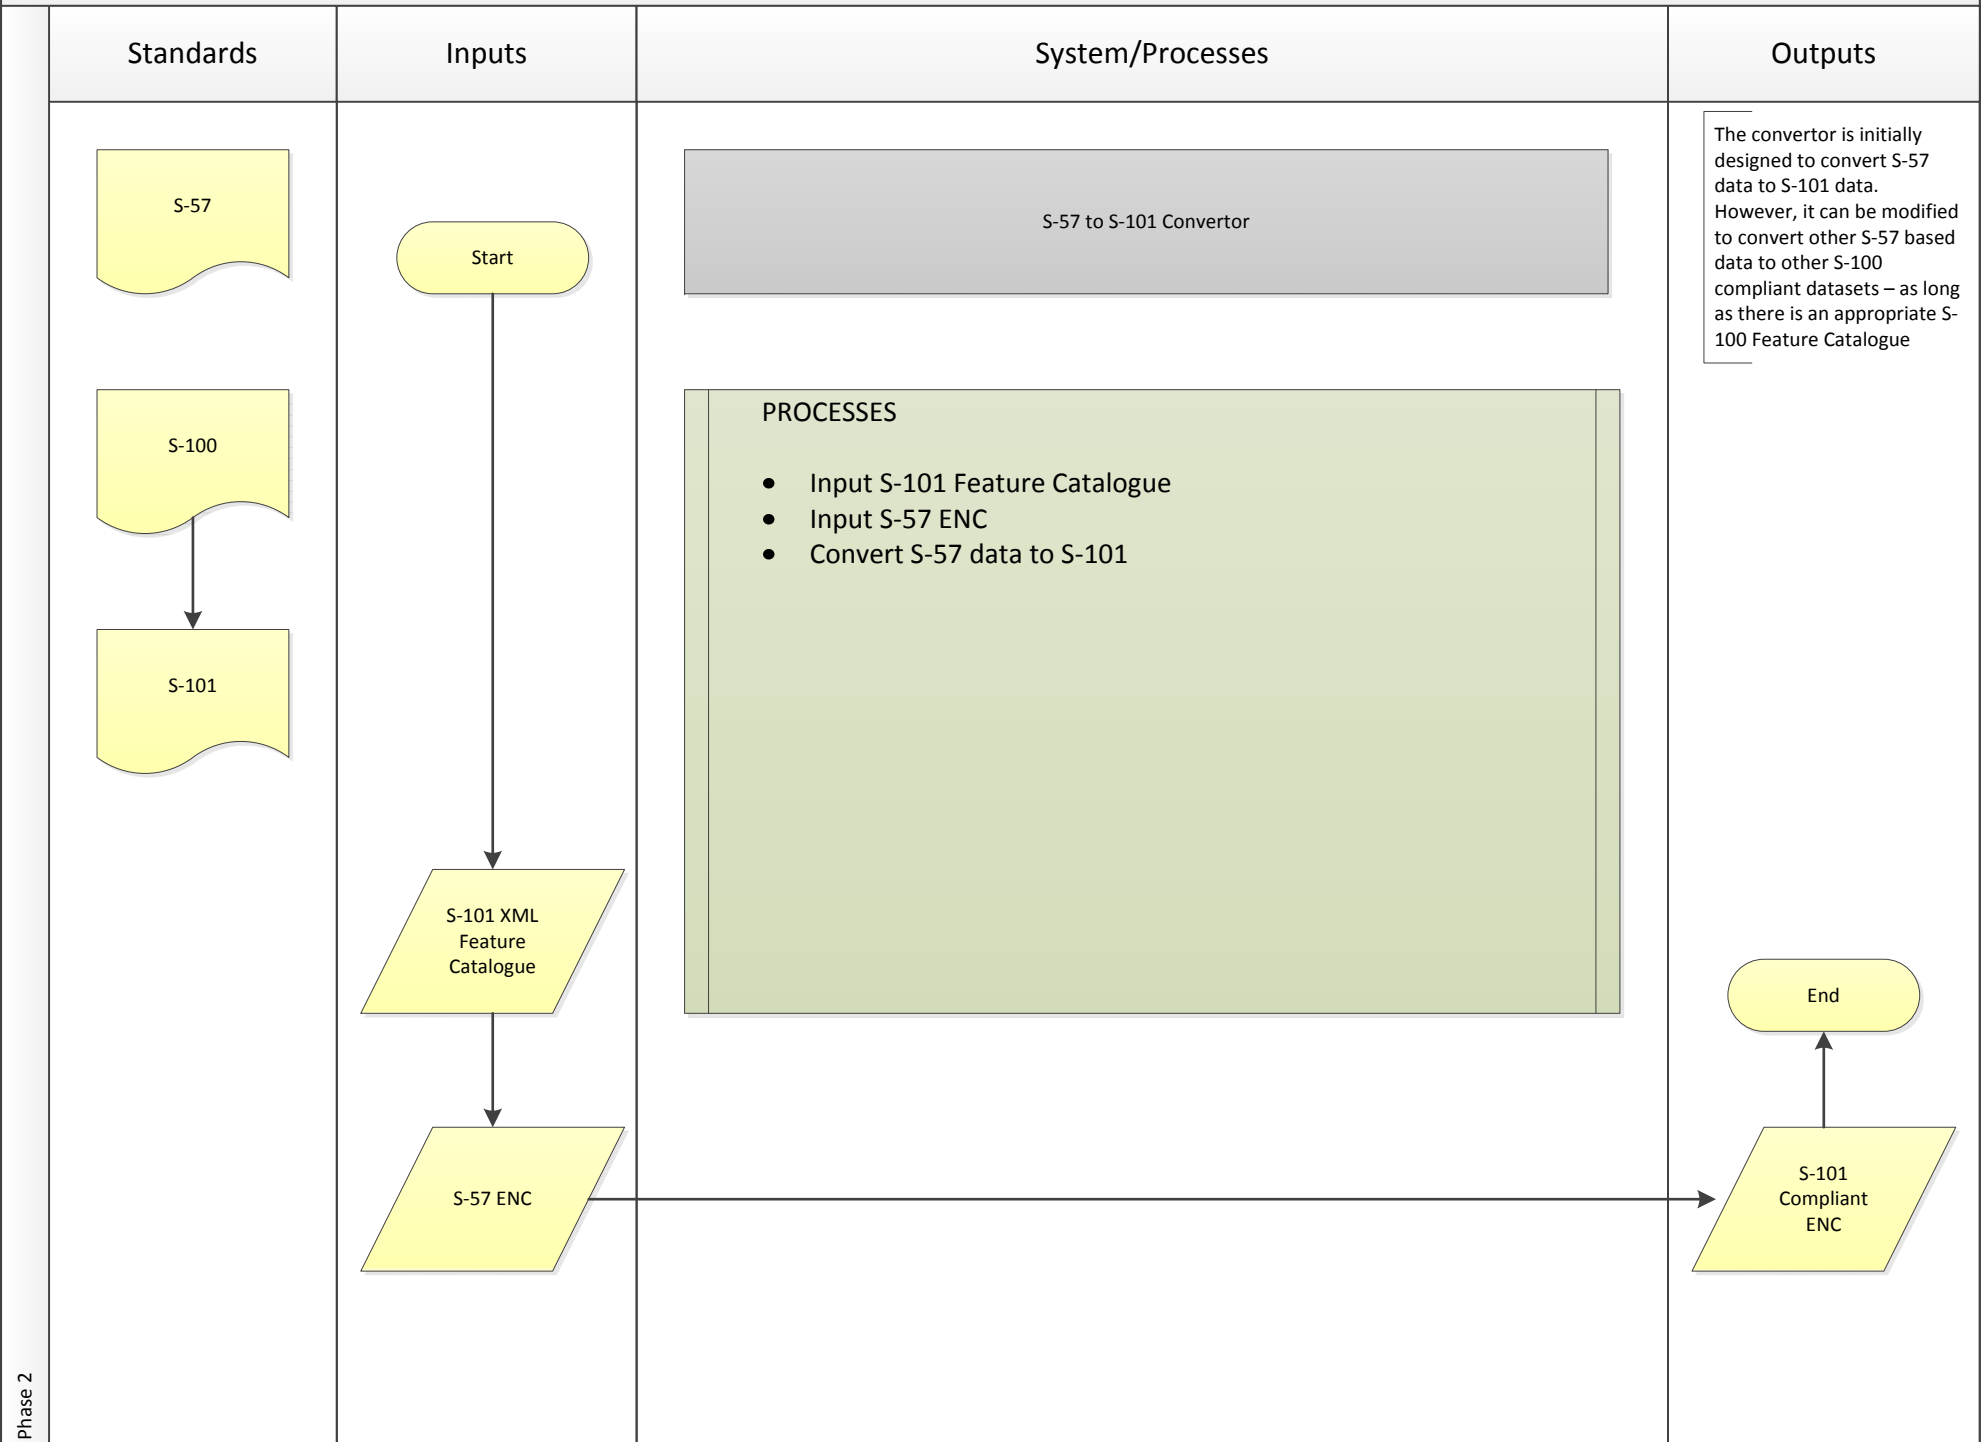 Standards
Inputs
System/Processes
Outputs
S-57
S-100
S-101
Start
S-101 XML
Feature
Catalogue
S-57 ENC
S-57 to S-101 Convertor
PROCESSES
• Input S-101 Feature Catalogue
• Input S-57 ENC
• Convert S-57 data to S-101
The convertor is initially
designed to convert S-57
data to S-101 data.
However, it can be modified
to convert other S-57 based
data to other S-100
compliant datasets – as long
as there is an appropriate S-
100 Feature Catalogue
End
S-101
Compliant
ENC
Phase 2